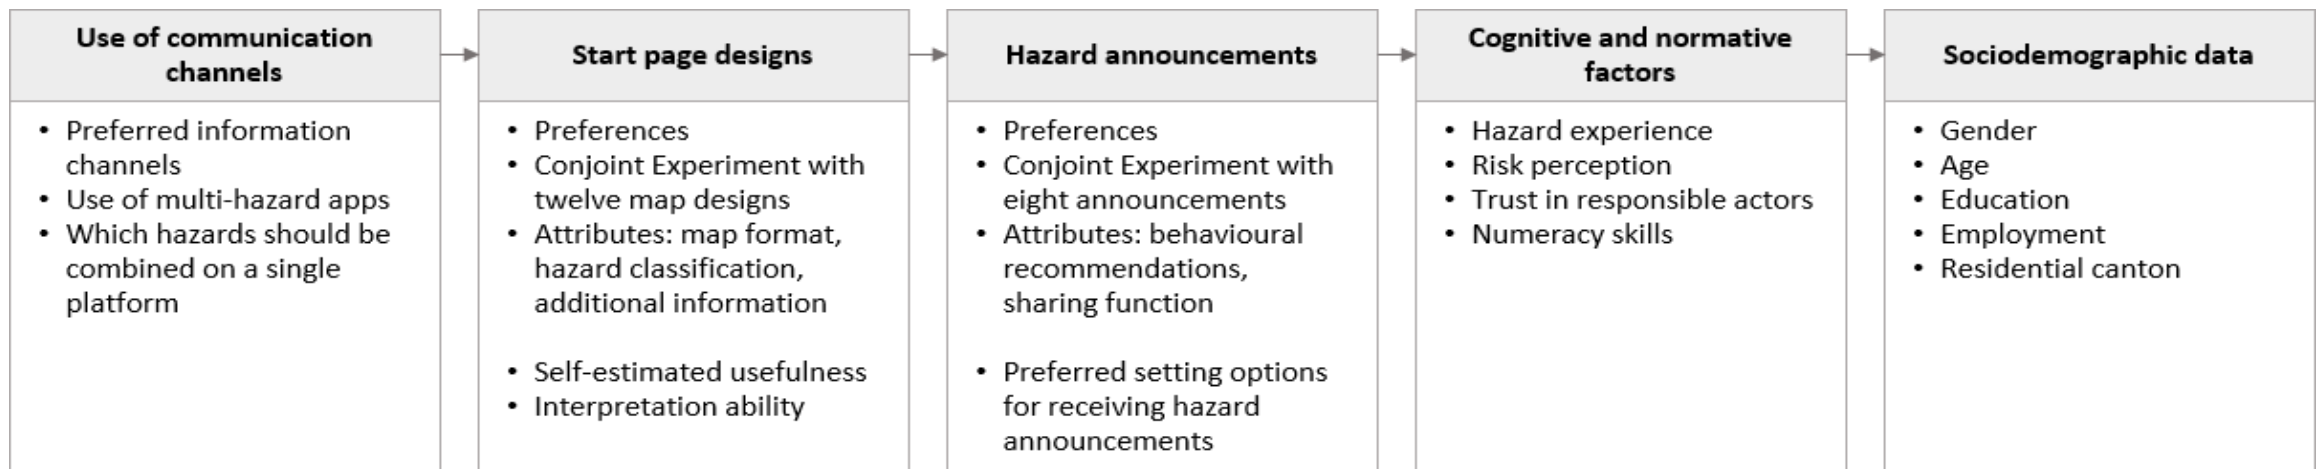 Use of communication
channels
• Preferred information
channels
• Use of multi-hazard apps
• Which hazards should be
combined on a single
platform
Start page designs
• Preferences
• Conjoint Experiment with
twelve map designs
• Attributes: map format,
hazard classification,
additional information
• Self-estimated usefulness
• Interpretation ability
Hazard announcements
• Preferences
• Conjoint Experiment with
eight announcements
• Attributes: behavioural
recommendations,
sharing function
• Preferred setting options
for receiving hazard
announcements
Cognitive and normative
factors
• Hazard experience
• Risk perception
• Trust in responsible actors
• Numeracy skills
Sociodemographic data
• Gender
• Age
• Education
• Employment
• Residential canton